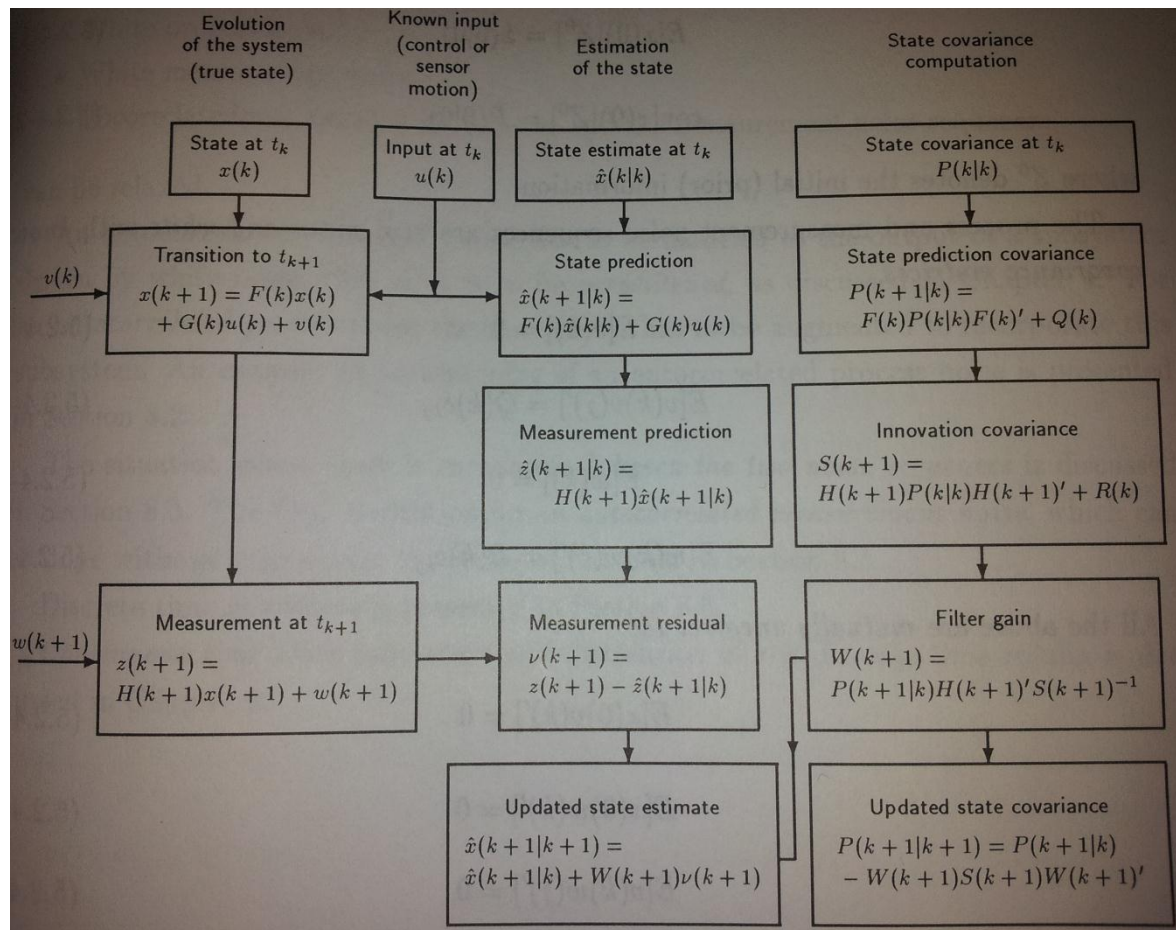 Evolution
of the system
(true state)
Known input
(control or
sensor
motion)
Estimation
of the state
State covariance
computation
State at t_k
x(k)
Input at t_k
u(k)
State estimate at t_k
x̂(k|k)
State covariance at t_k
P(k|k)
v(k)
Transition to t_{k+1}
x(k + 1) = F(k)x(k)
+ G(k)u(k) + v(k)
State prediction
x̂(k + 1|k) =
F(k)x̂(k|k) + G(k)u(k)
State prediction covariance
P(k + 1|k) =
F(k)P(k|k)F(k)′ + Q(k)
Measurement prediction
ẑ(k + 1|k) =
H(k + 1)x̂(k + 1|k)
Innovation covariance
S(k + 1) =
H(k + 1)P(k|k)H(k + 1)′ + R(k)
w(k + 1)
Measurement at t_{k+1}
z(k + 1) =
H(k + 1)x(k + 1) + w(k + 1)
Measurement residual
ν(k + 1) =
z(k + 1) − ẑ(k + 1|k)
Filter gain
W(k + 1) =
P(k + 1|k)H(k + 1)′S(k + 1)⁻¹
Updated state estimate
x̂(k + 1|k + 1) =
x̂(k + 1|k) + W(k + 1)ν(k + 1)
Updated state covariance
P(k + 1|k + 1) = P(k + 1|k)
− W(k + 1)S(k + 1)W(k + 1)′